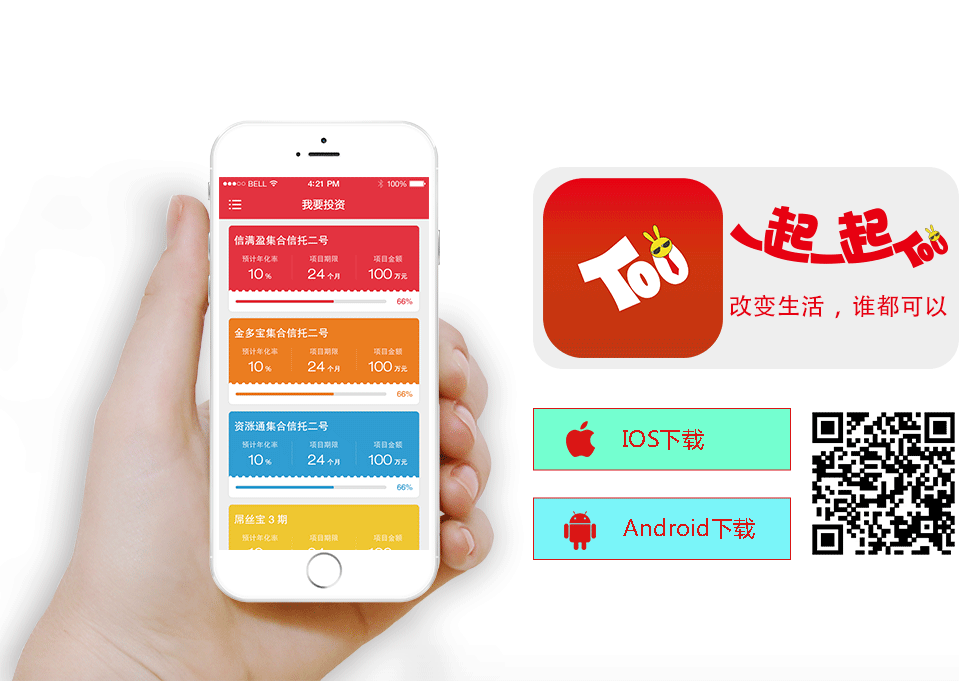 BELL
4:21 PM
100%
我要投资
信满盈集合信托二号
预计年化率 项目期限 项目金额
10% 24个月 100万元
66%
金多宝集合信托二号
预计年化率 项目期限 项目金额
10% 24个月 100万元
66%
资涨通集合信托二号
预计年化率 项目期限 项目金额
10% 24个月 100万元
66%
屌丝宝 3 期
预计年化率 项目期限 项目金额
TOU
一起一起TOU
改变生活，谁都可以
IOS下载
Android下载